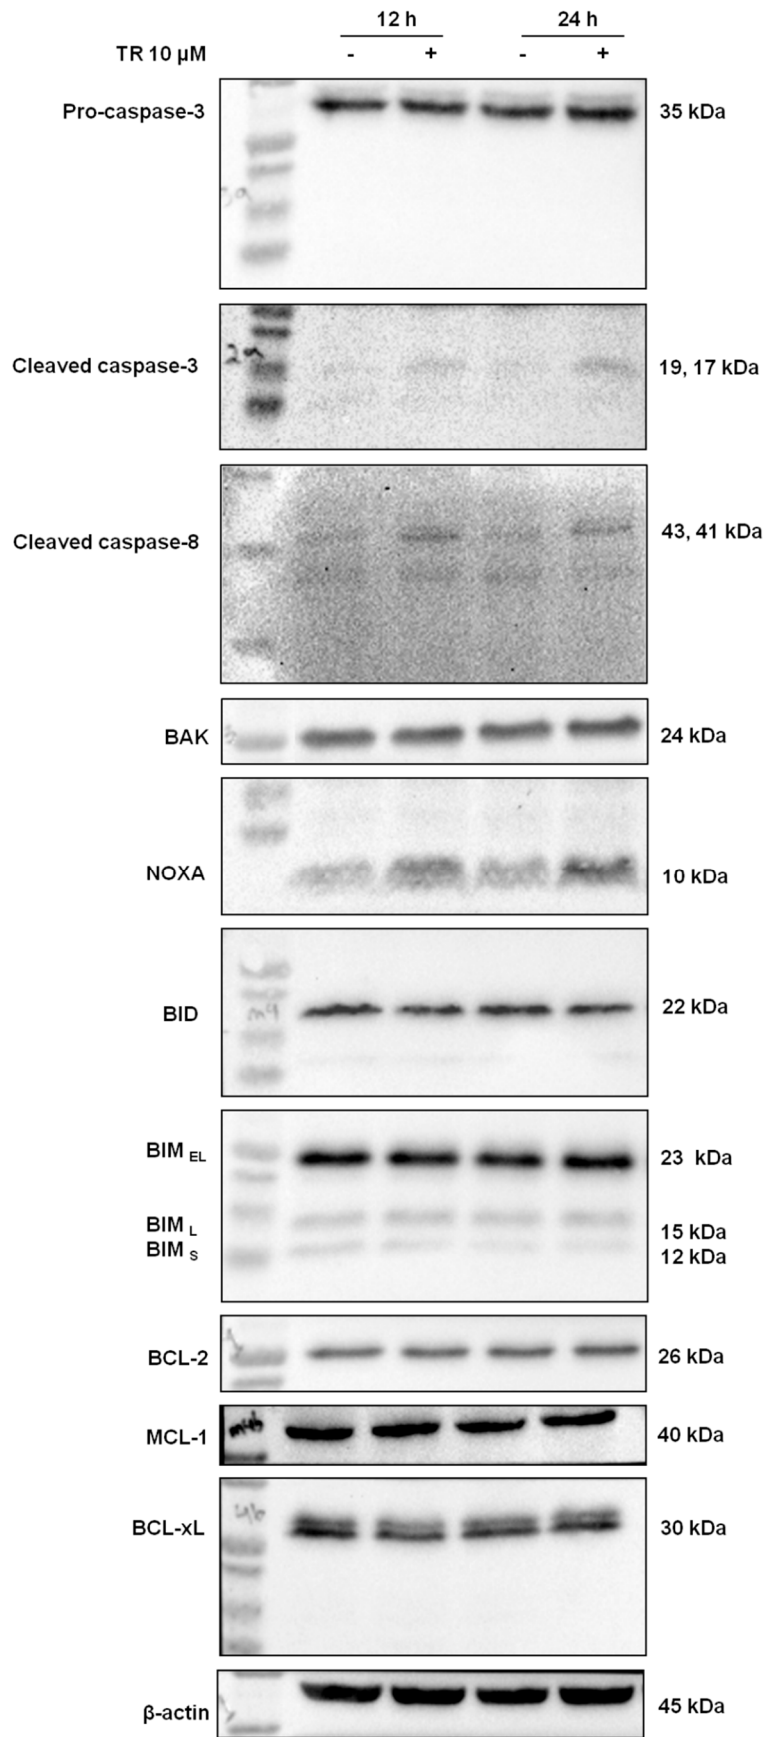 12 h 24 h
TR 10 µM - + - +
Pro-caspase-3 35 kDa
Cleaved caspase-3 19, 17 kDa
Cleaved caspase-8 43, 41 kDa
BAK 24 kDa
NOXA 10 kDa
BID 22 kDa
BIM EL 23 kDa
BIM L 15 kDa
BIM S 12 kDa
BCL-2 26 kDa
MCL-1 40 kDa
BCL-xL 30 kDa
β-actin 45 kDa